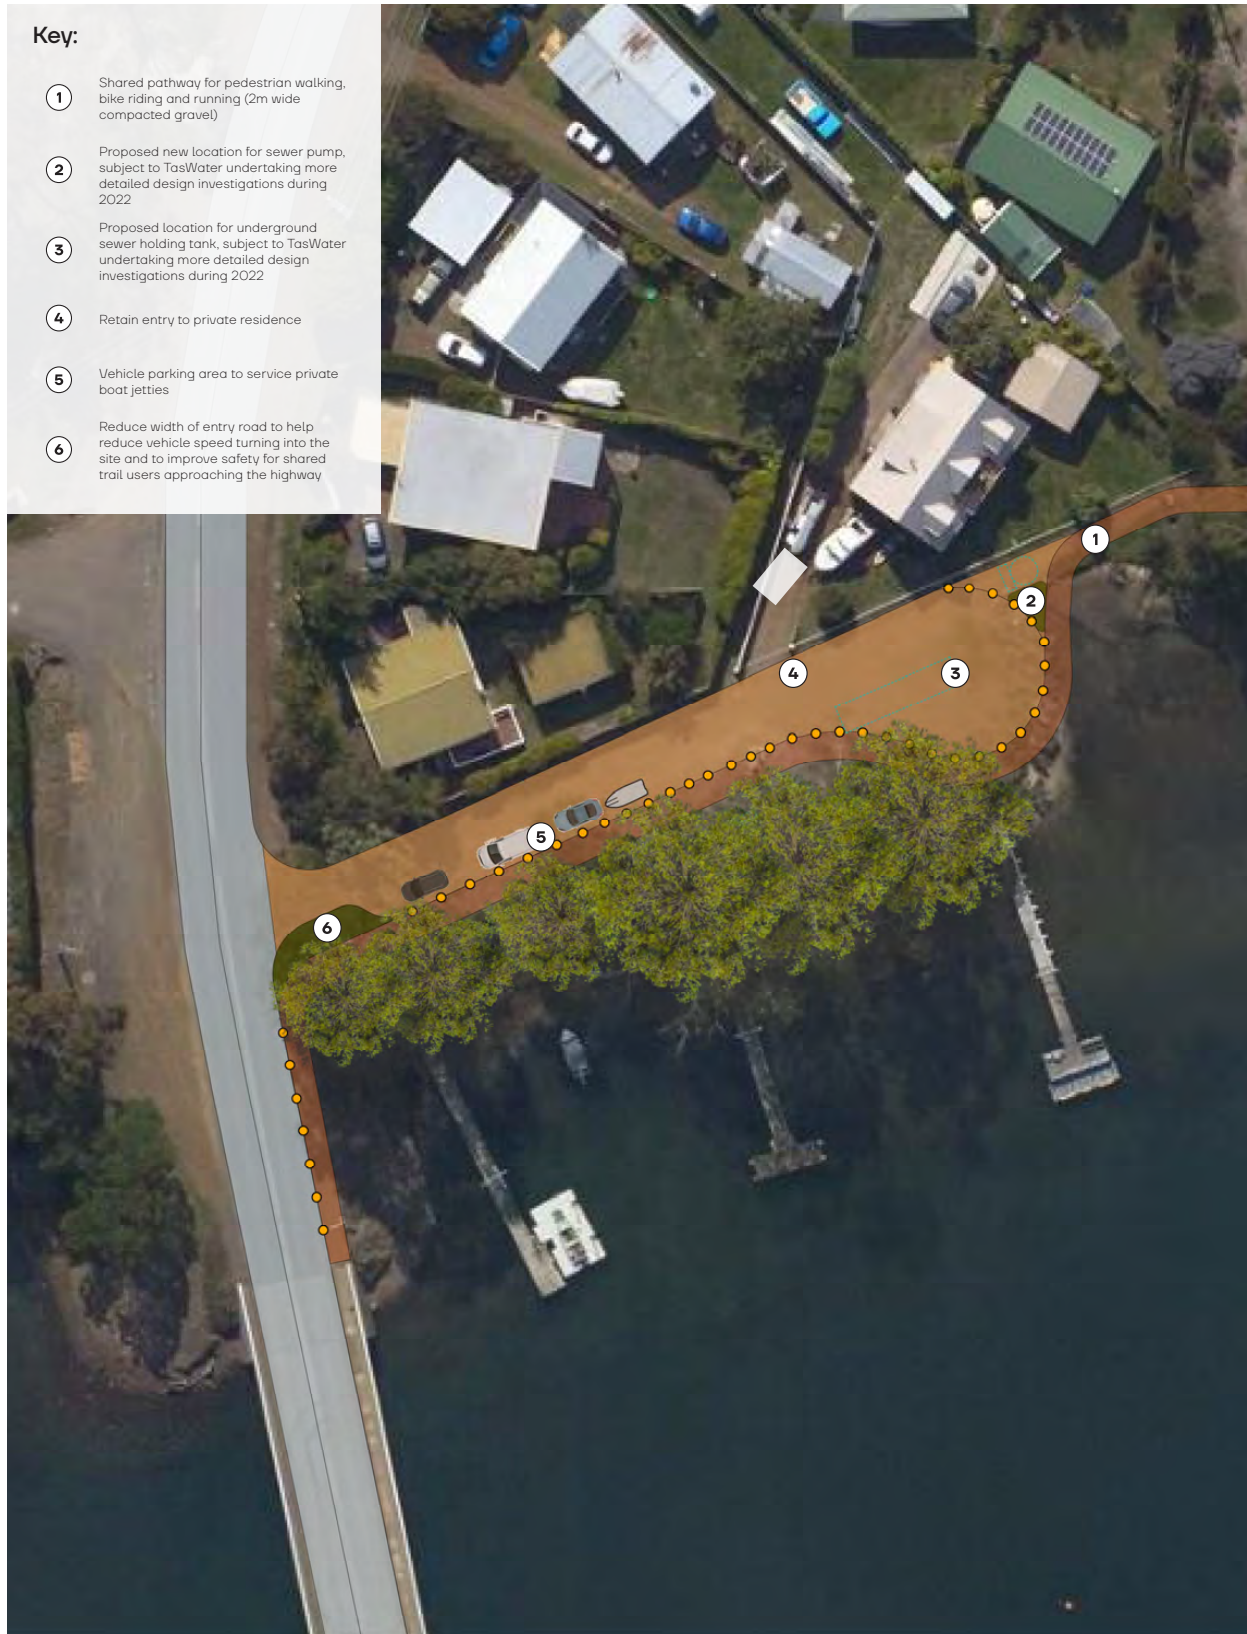 Key:
1
Shared pathway for pedestrian walking,
bike riding and running (2m wide
compacted gravel)
2
Proposed new location for sewer pump,
subject to TasWater undertaking more
detailed design investigations during
2022
3
Proposed location for underground
sewer holding tank, subject to TasWater
undertaking more detailed design
investigations during 2022
4
Retain entry to private residence
5
Vehicle parking area to service private
boat jetties
6
Reduce width of entry road to help
reduce vehicle speed turning into the
site and to improve safety for shared
trail users approaching the highway
1
2
3
4
5
6